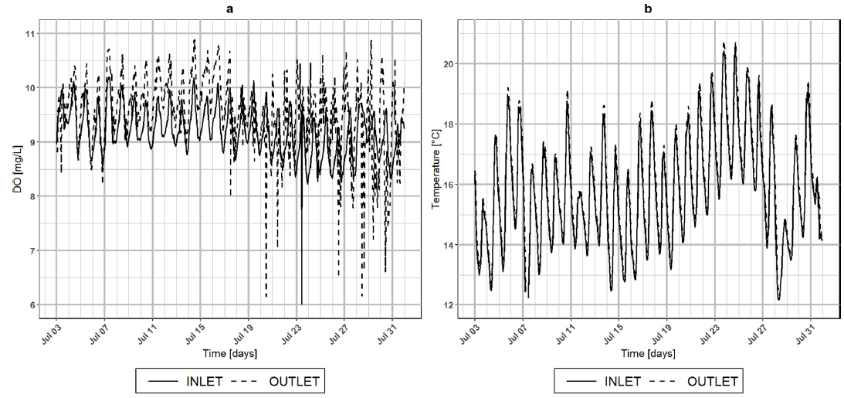 a
DO [mg/L]
11
10
9
8
7
6
Jul 03
Jul 07
Jul 11
Jul 15
Jul 19
Jul 23
Jul 27
Jul 31
Time [days]
INLET OUTLET
b
Temperature [°C]
20
18
16
14
12
Jul 03
Jul 07
Jul 11
Jul 15
Jul 19
Jul 23
Jul 27
Jul 31
Time [days]
INLET OUTLET